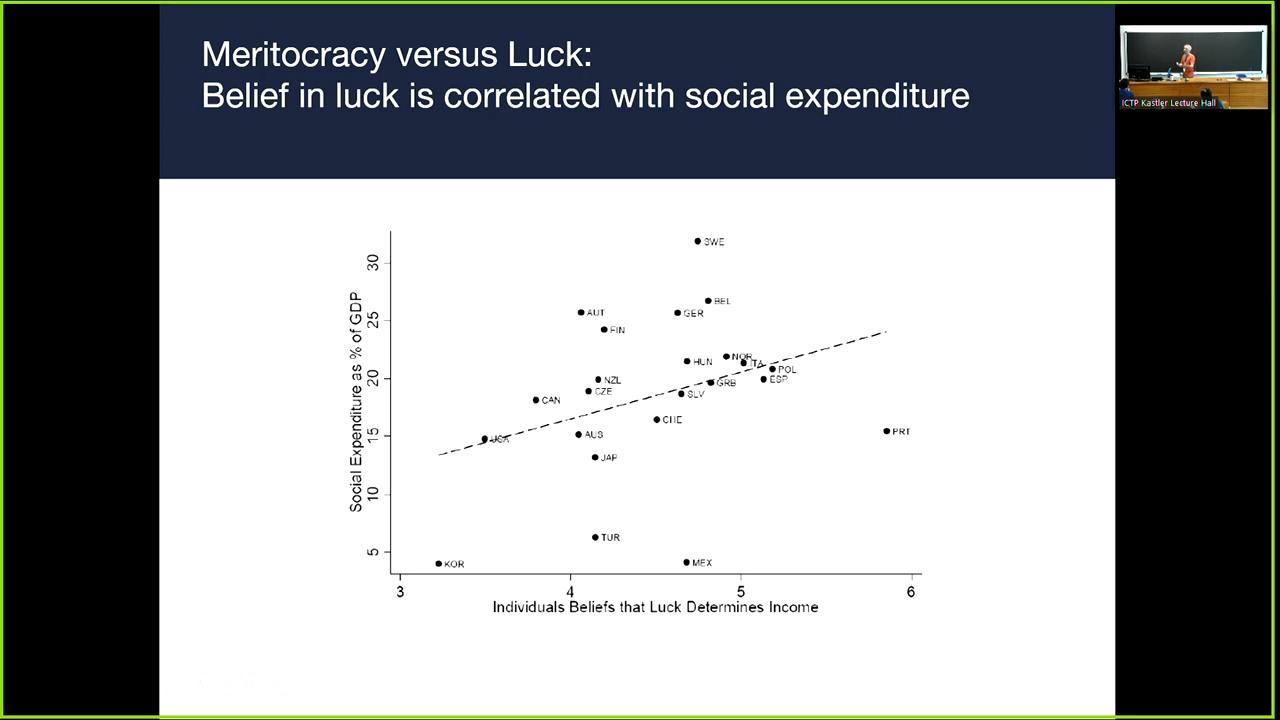 Meritocracy versus Luck:
Belief in luck is correlated with social expenditure
ICTP Kastler Lecture Hall
Social Expenditure as % of GDP
30
25
20
15
10
5
SWE
BEL
AUT
GER
FIN
HUN
NOR
ITA
POL
NZL
GRB
ESP
CZE
SLV
CAN
CHE
USA
AUS
PRT
JAP
TUR
KOR
MEX
3 4 5 6
Individuals Beliefs that Luck Determines Income